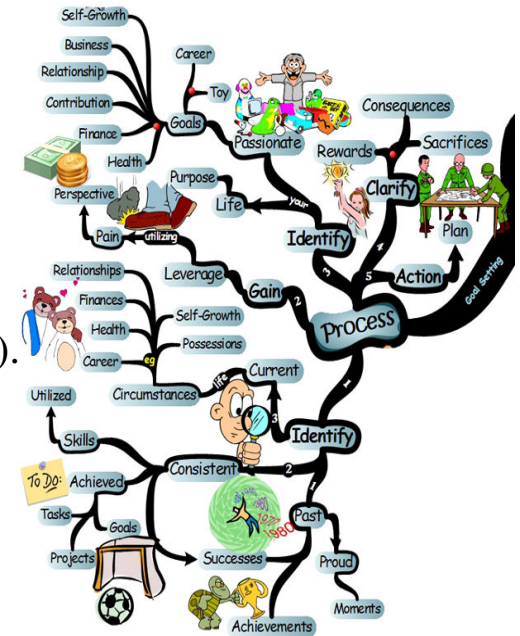 Self-Growth
Business
Relationship
Contribution
Finance
Health
Goals
Career
Toy
Passionate
Consequences
Rewards
Sacrifices
Clarify
Plan
Purpose
Life
your
Identify
Perspective
Pain
utilizing
Leverage
Gain
2
3
4
5
Action
Process
Goal Setting
Relationships
Finances
Health
Career
eg
Self-Growth
Possessions
Circumstances
life
Current
).
1
Identify
3
2
1
Utilized
Skills
Consistent
TO DO:
Achieved
Tasks
Goals
Projects
Successes
1977
1980
Past
Proud
Moments
Achievements